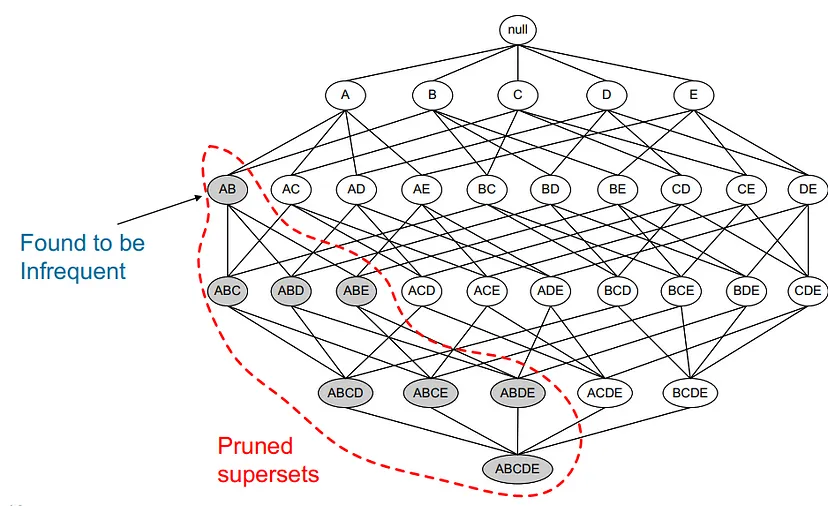 null
A B C D E
AB AC AD AE BC BD BE CD CE DE
Found to be
Infrequent
ABC ABD ABE ACD ACE ADE BCD BCE BDE CDE
ABCD ABCE ABDE ACDE BCDE
Pruned
supersets
ABCDE